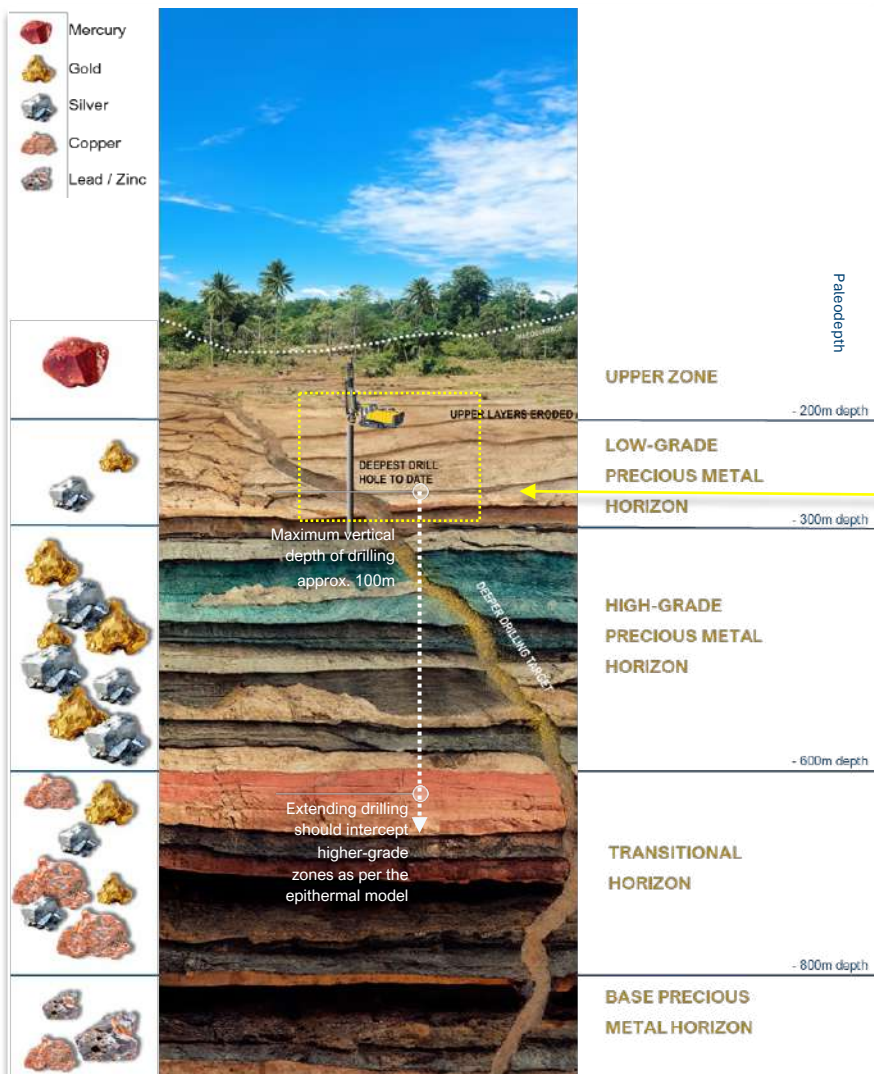 Mercury
Gold
Silver
Copper
Lead / Zinc
Paleodepth
UPPER ZONE
- 200m depth
UPPER LAYERS ERODED
LOW-GRADE
PRECIOUS METAL
HORIZON
- 300m depth
DEEPEST DRILL
HOLE TO DATE
Maximum vertical
depth of drilling
approx. 100m
DEEPER DRILLING TARGET
HIGH-GRADE
PRECIOUS METAL
HORIZON
- 600m depth
Extending drilling
should intercept
higher-grade
zones as per the
epithermal model
TRANSITIONAL
HORIZON
- 800m depth
BASE PRECIOUS
METAL HORIZON